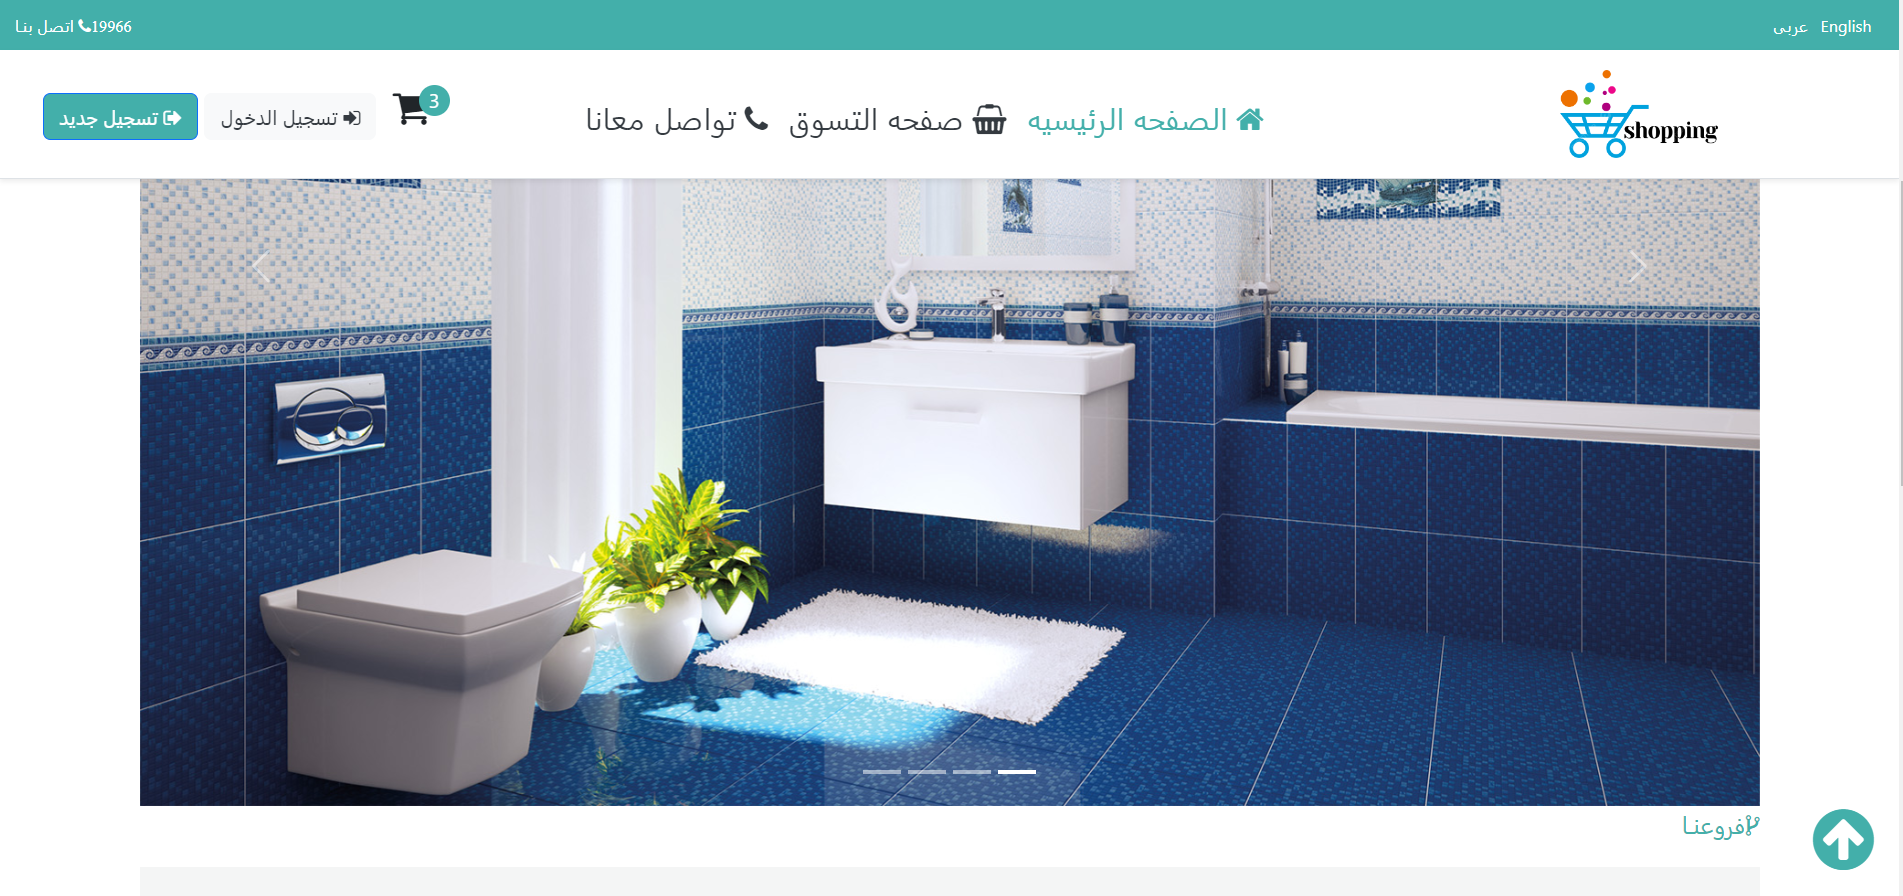 عربى English
19966 اتصل بنا
shopping
الصفحه الرئيسيه
صفحه التسوق
تواصل معانا
3
تسجيل الدخول
تسجيل جديد
فروعنا